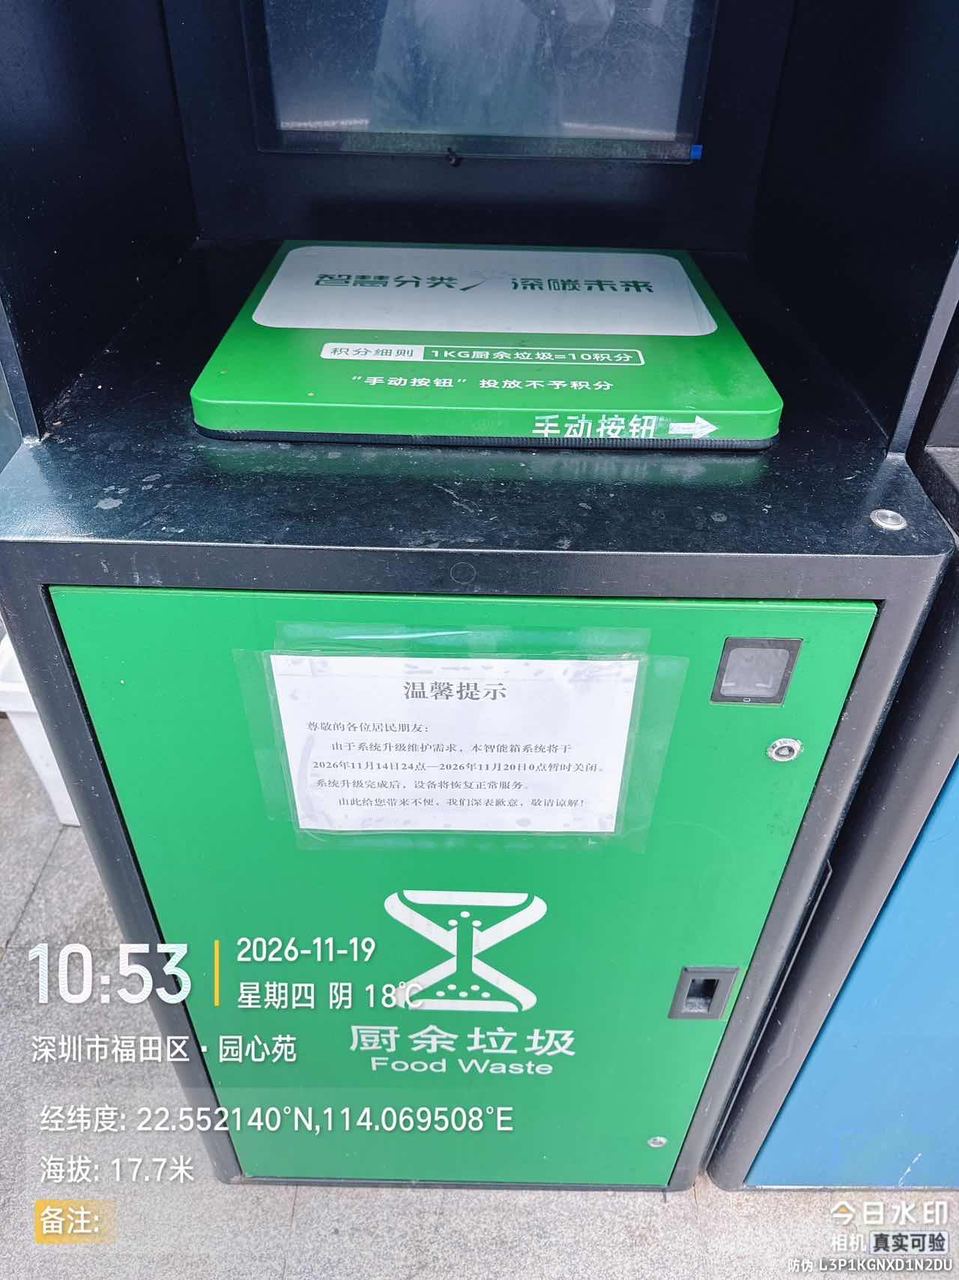 智慧分类 深碳未来
积分细则 1KG厨余垃圾=10积分
“手动按钮”投放不予积分
手动按钮
温馨提示
尊敬的各位居民朋友：
由于系统升级维护需求，本智能箱系统将于
2026年11月14日24点—2026年11月20日0点暂时关闭。
系统升级完成后，设备将恢复正常服务。
由此给您带来不便，我们深表歉意，敬请谅解！
厨余垃圾
Food Waste
10:53
2026-11-19
星期四 阴 18℃
深圳市福田区·园心苑
经纬度: 22.552140°N,114.069508°E
海拔: 17.7米
备注:
今日水印
相机 真实可验
防伪 L3P1KGNXD1N2DU